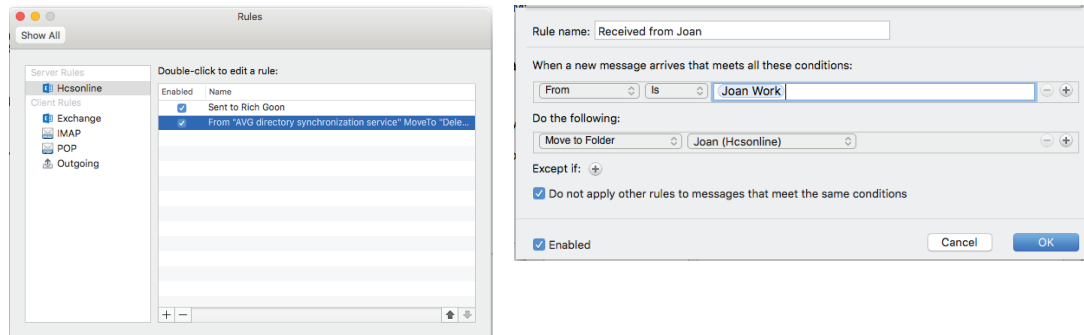 Rules
Show All
Server Rules
Hcsonline
Client Rules
Exchange
IMAP
POP
Outgoing
Double-click to edit a rule:
Enabled Name
Sent to Rich Goon
From "AVG directory synchronization service" MoveTo "Dele...
Rule name: Received from Joan
When a new message arrives that meets all these conditions:
From Is Joan Work
Do the following:
Move to Folder Joan (Hcsonline)
Except if:
Do not apply other rules to messages that meet the same conditions
Enabled Cancel OK